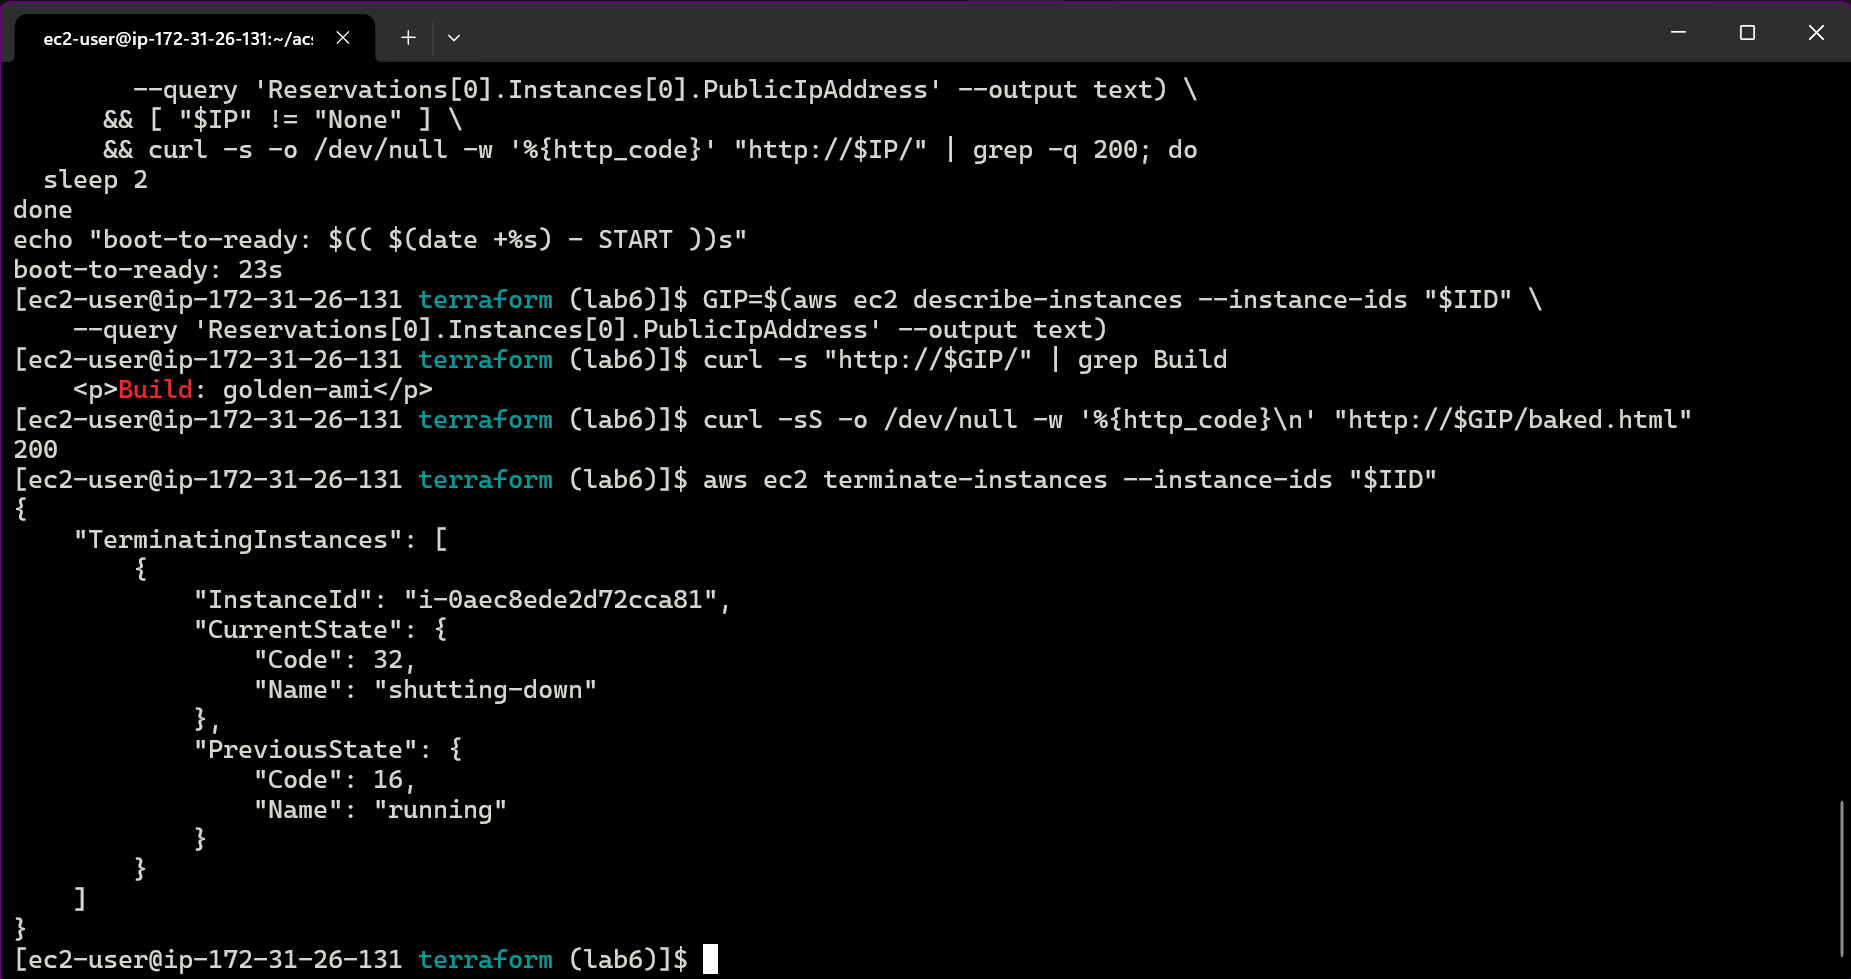 ec2-user@ip-172-31-26-131:~/acs
        --query 'Reservations[0].Instances[0].PublicIpAddress' --output text) \
      && [ "$IP" != "None" ] \
      && curl -s -o /dev/null -w '%{http_code}' "http://$IP/" | grep -q 200; do
  sleep 2
done
echo "boot-to-ready: $(( $(date +%s) - START ))s"
boot-to-ready: 23s
[ec2-user@ip-172-31-26-131 terraform (lab6)]$ GIP=$(aws ec2 describe-instances --instance-ids "$IID" \
    --query 'Reservations[0].Instances[0].PublicIpAddress' --output text)
[ec2-user@ip-172-31-26-131 terraform (lab6)]$ curl -s "http://$GIP/" | grep Build
    <p>Build: golden-ami</p>
[ec2-user@ip-172-31-26-131 terraform (lab6)]$ curl -sS -o /dev/null -w '%{http_code}\n' "http://$GIP/baked.html"
200
[ec2-user@ip-172-31-26-131 terraform (lab6)]$ aws ec2 terminate-instances --instance-ids "$IID"
{
    "TerminatingInstances": [
        {
            "InstanceId": "i-0aec8ede2d72cca81",
            "CurrentState": {
                "Code": 32,
                "Name": "shutting-down"
            },
            "PreviousState": {
                "Code": 16,
                "Name": "running"
            }
        }
    ]
}
[ec2-user@ip-172-31-26-131 terraform (lab6)]$